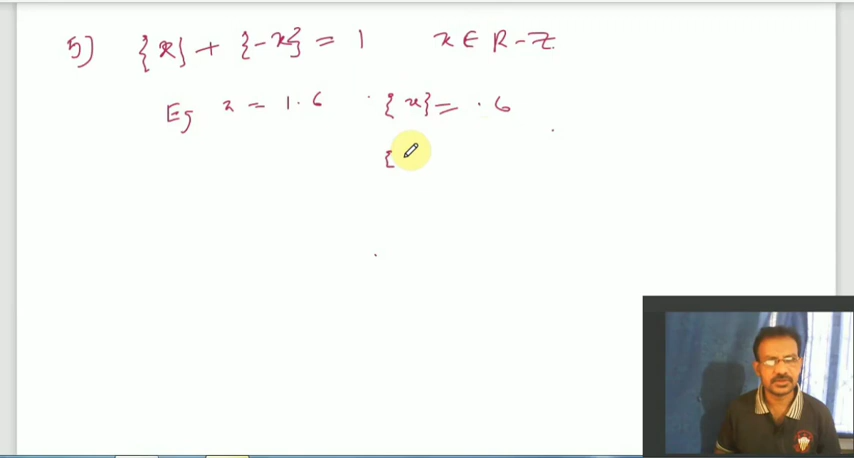 5) {x} + {-x} = 1 x ∈ R - Z
Eg x = 1.6 {x} = .6
{